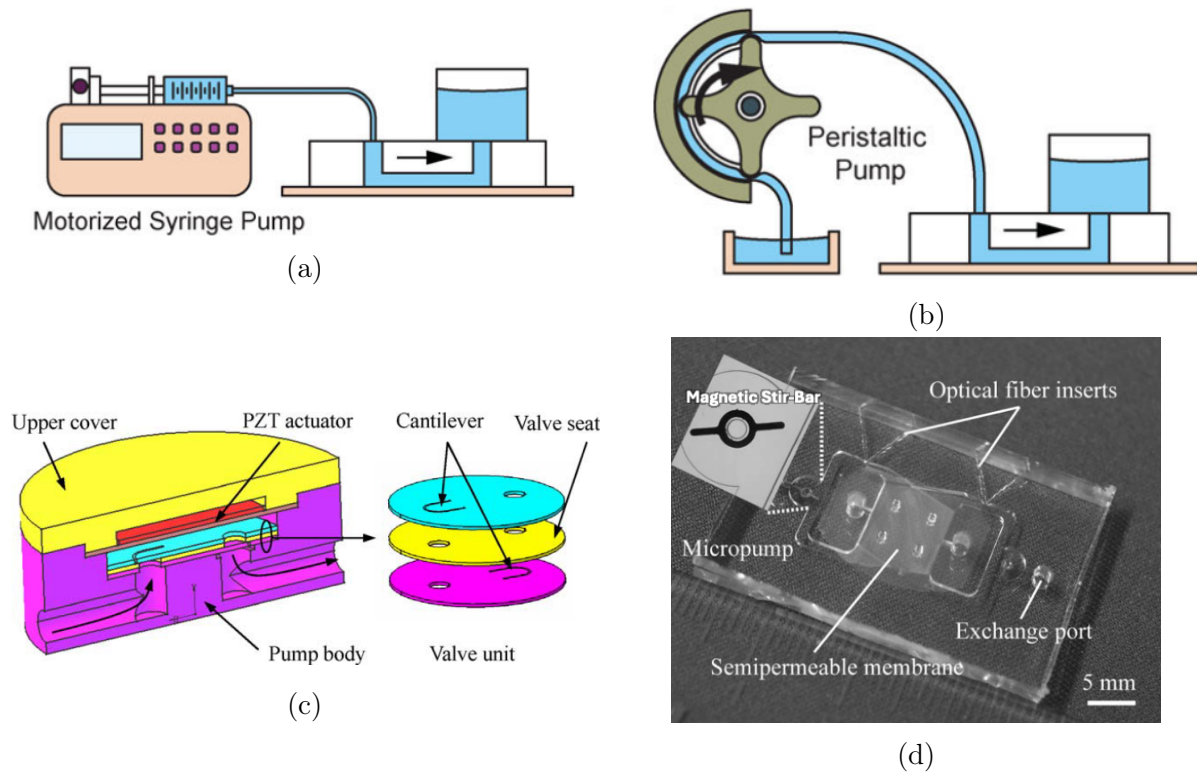 Motorized Syringe Pump
(a)
Peristaltic
Pump
(b)
Upper cover
PZT actuator
Cantilever
Valve seat
Pump body
Valve unit
(c)
Magnetic Stir-Bar
Optical fiber inserts
Micropump
Exchange port
Semipermeable membrane
5 mm
(d)